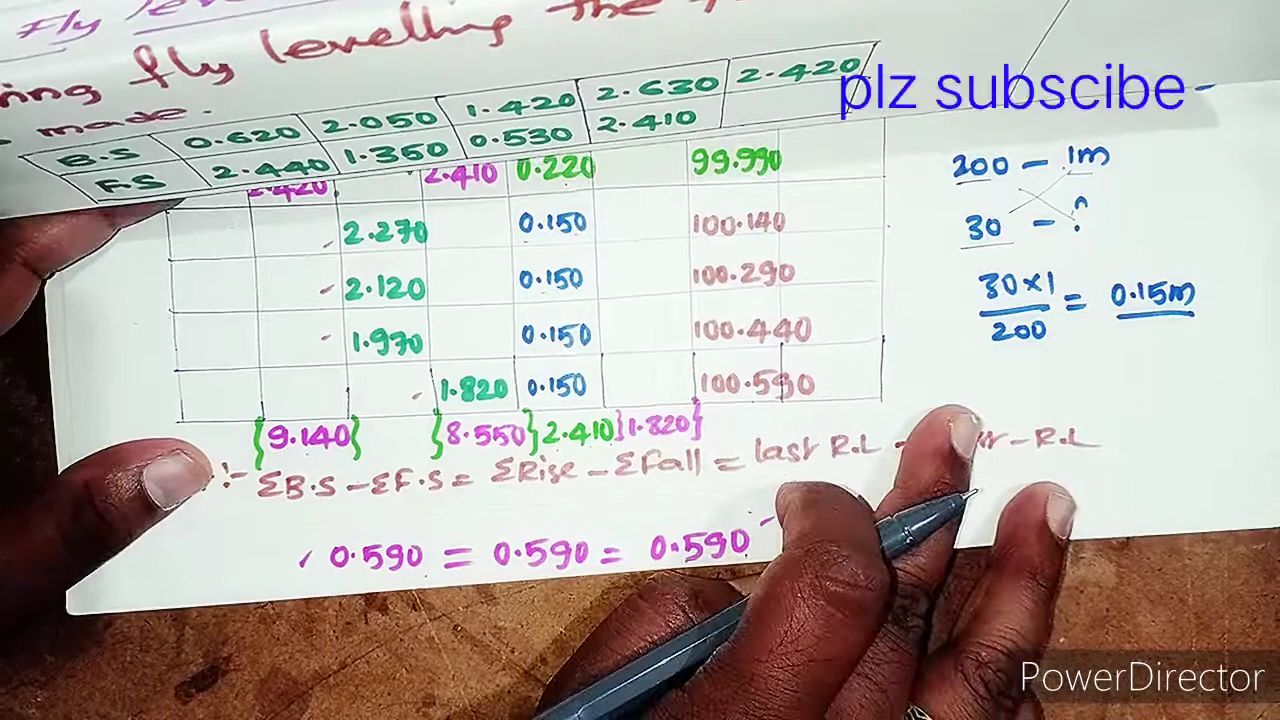 Fly
fly levelling the
made.
B.S 0.620 2.050 1.420 2.630 2.420
F.S 2.440 1.350 0.530 2.410
plz subscibe
2.420 2.410 0.220 99.990
2.270 0.150 100.140
2.120 0.150 100.290
1.970 0.150 100.440
1.820 0.150 100.590
{9.140} {8.550} 2.410 {1.820}
:- ΣB.S - ΣF.S = ΣRise - ΣFall = last R.L - R.L
0.590 = 0.590 = 0.590
200 - 1m
30 - ?
30×1
200
= 0.15m
PowerDirector